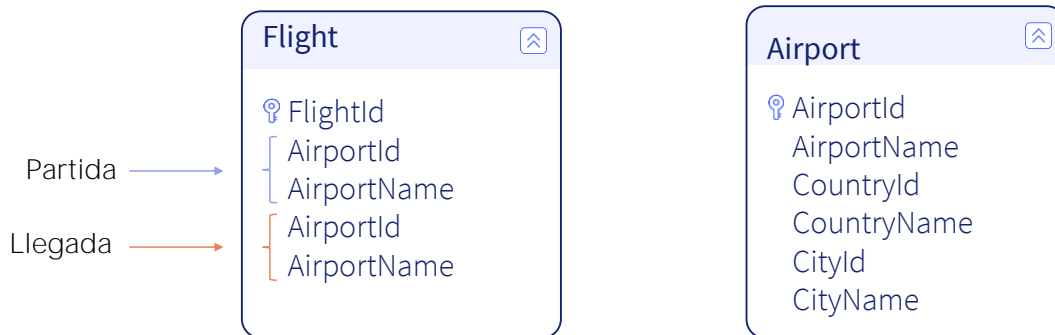 Flight
FlightId
Partida
AirportId
AirportName
Llegada
AirportId
AirportName
Airport
AirportId
AirportName
CountryId
CountryName
CityId
CityName